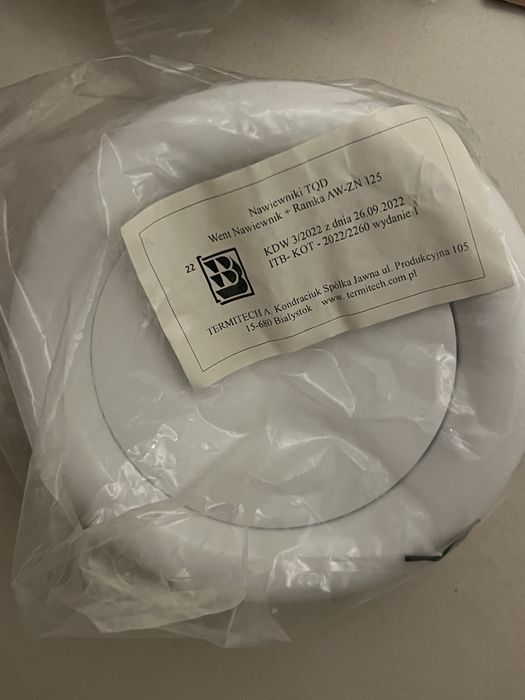 Nawiewniki TQD
Went Nawiewnik + Ramka AW-ZN 125
22
KDW 3/2022 z dnia 26.09.2022
ITB- KOT - 2022/2260 wydanie 1
TERMITECH A. Kondraciuk Spólka Jawna ul. Produkcyjna 105
15-680 Białystok www. termitech.com.pl